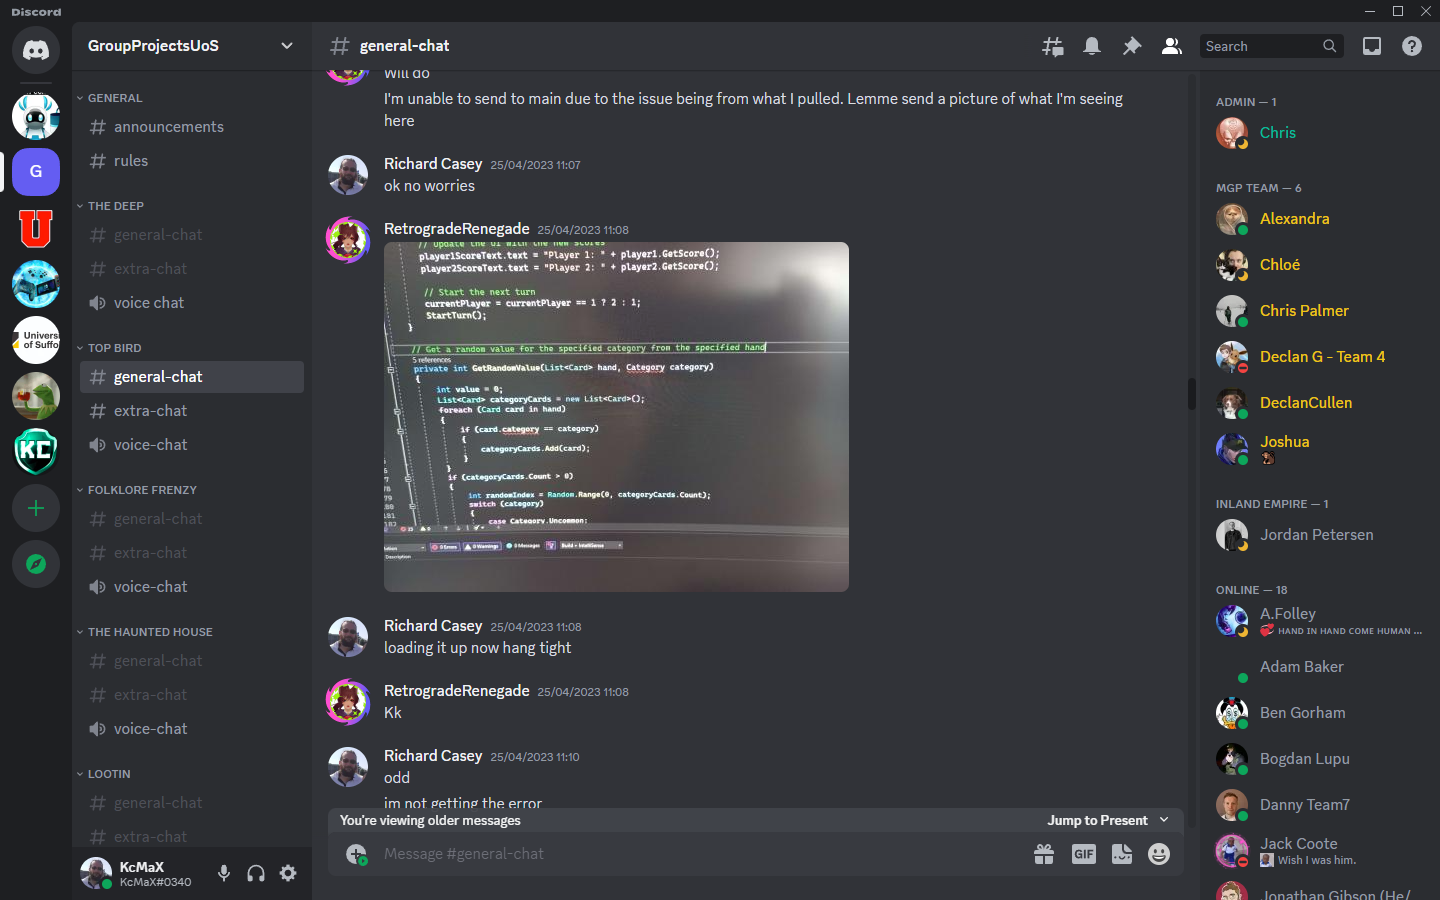 Discord
GroupProjectsUoS
general-chat
Search
GENERAL
announcements
rules
THE DEEP
general-chat
extra-chat
voice chat
TOP BIRD
general-chat
extra-chat
voice-chat
FOLKLORE FRENZY
general-chat
extra-chat
voice-chat
THE HAUNTED HOUSE
general-chat
extra-chat
voice-chat
LOOTIN
general-chat
extra-chat
G
U
Univers
of Suffo
KC
KcMaX
KcMaX#0340
Will do
I'm unable to send to main due to the issue being from what I pulled. Lemme send a picture of what I'm seeing
here
Richard Casey 25/04/2023 11:07
ok no worries
RetrogradeRenegade 25/04/2023 11:08
// Update the UI with the new scores
player1ScoreText.text = "Player 1: " + player1.GetScore();
player2ScoreText.text = "Player 2: " + player2.GetScore();
// Start the next turn
currentPlayer = currentPlayer == 1 ? 2 : 1;
StartTurn();
}
// Get a random value for the specified category from the specified hand
5 references
private int GetRandomValue(List<Card> hand, Category category)
{
int value = 0;
List<Card> categoryCards = new List<Card>();
foreach (Card card in hand)
{
if (card.category == category)
{
categoryCards.Add(card);
}
}
if (categoryCards.Count > 0)
{
int randomIndex = Random.Range(0, categoryCards.Count);
switch (category)
{
case Category.Uncommon:
0 Errors 0 Warnings 0 Messages Build + IntelliSense
Description
Richard Casey 25/04/2023 11:08
loading it up now hang tight
RetrogradeRenegade 25/04/2023 11:08
Kk
Richard Casey 25/04/2023 11:10
odd
im not getting the error
You're viewing older messages Jump to Present
Message #general-chat
GIF
ADMIN — 1
Chris
MGP TEAM — 6
Alexandra
Chloé
Chris Palmer
Declan G - Team 4
DeclanCullen
Joshua
INLAND EMPIRE — 1
Jordan Petersen
ONLINE — 18
A.Folley
HAND IN HAND COME HUMAN ...
Adam Baker
Ben Gorham
Bogdan Lupu
Danny Team7
Jack Coote
Wish I was him.
Jonathan Gibson (He/